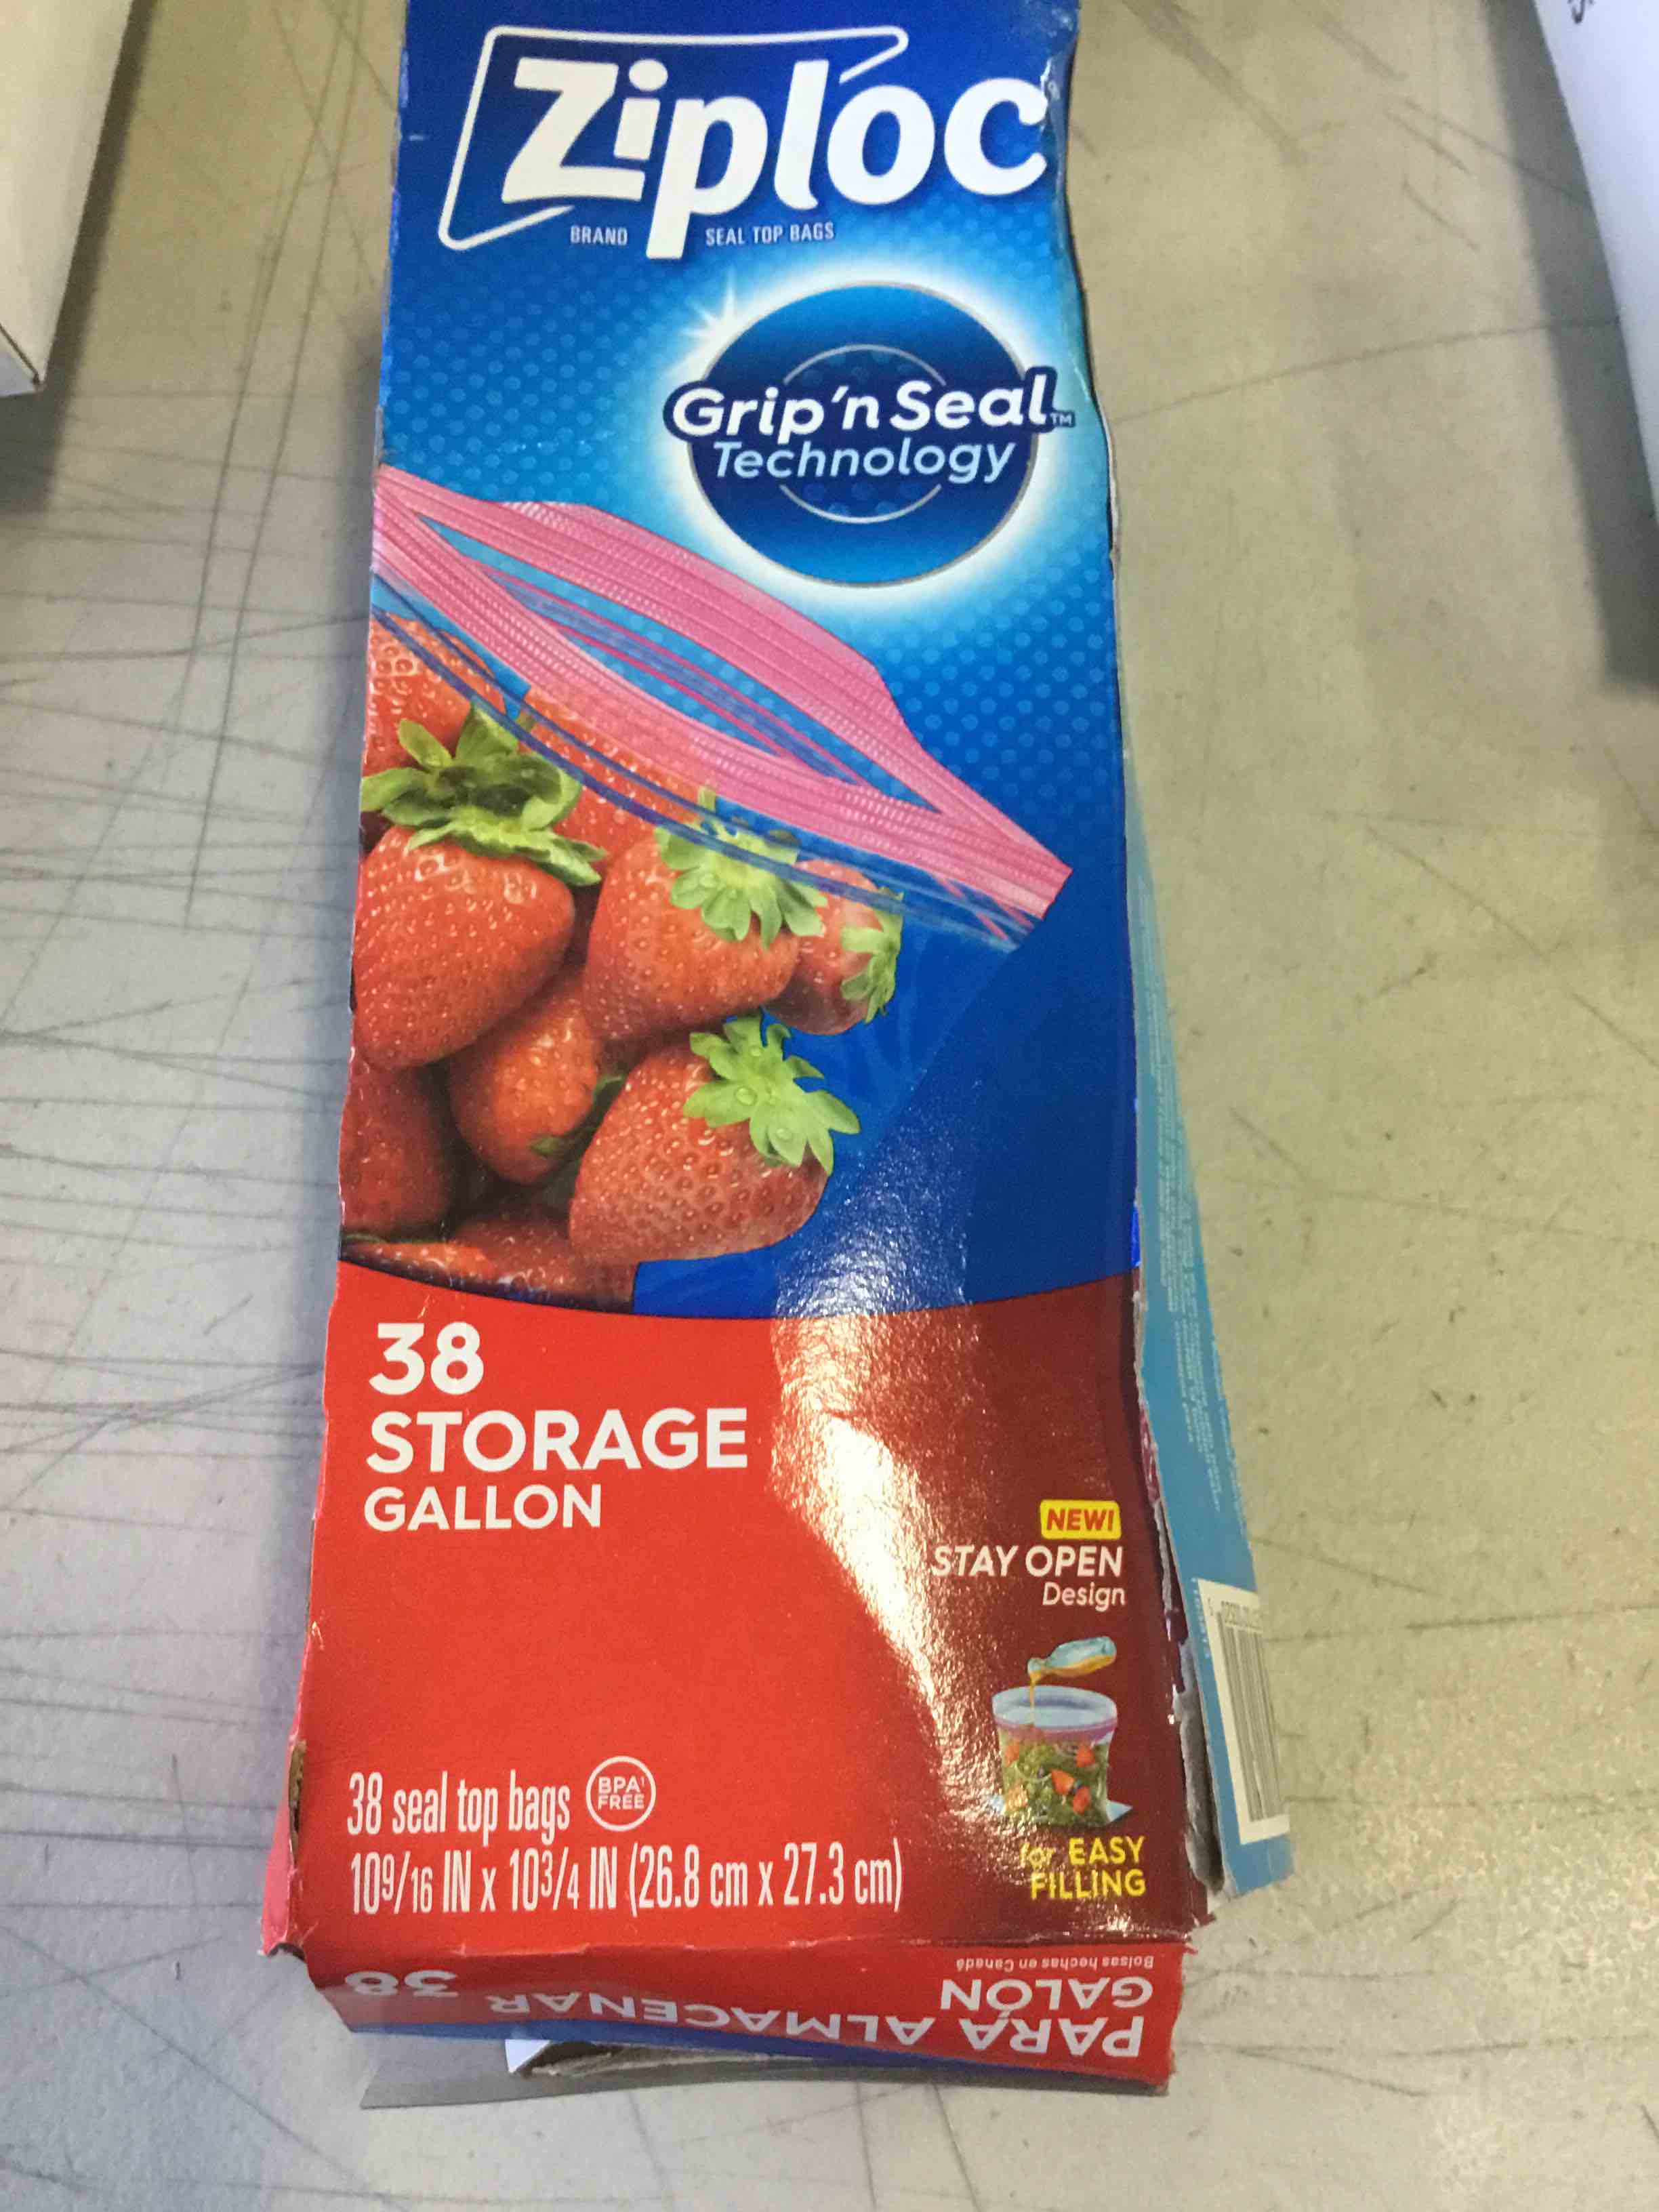 Ziploc
BRAND SEAL TOP BAGS
Grip'n Seal™
Technology
38
STORAGE
GALLON
NEW!
STAY OPEN
Design
for EASY
FILLING
38 seal top bags
BPA†
FREE
10 9/16 IN x 10 3/4 IN (26.8 cm x 27.3 cm)
PARA ALMACENAR 38
GALÓN
Bolsas hechas en Canadá